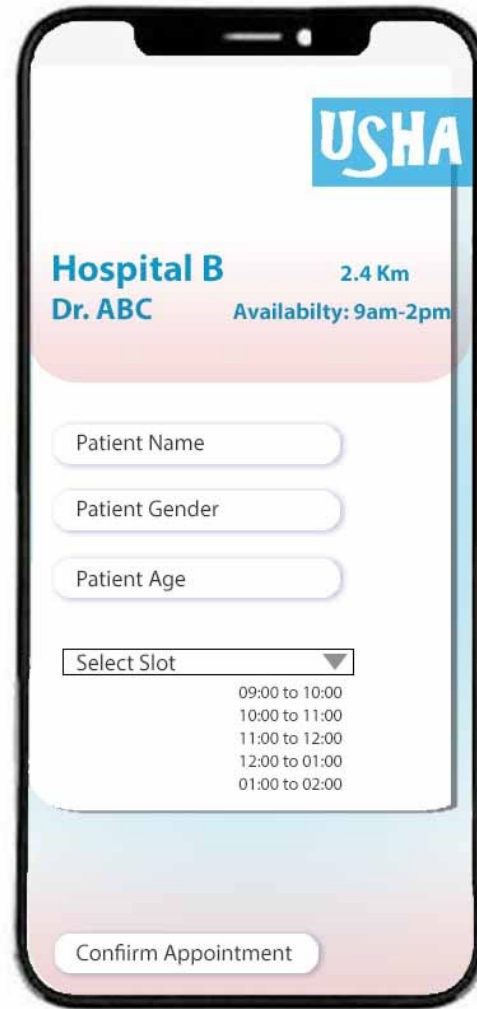 USHA
Hospital B 2.4 Km
Dr. ABC Availabilty: 9am-2pm
Patient Name
Patient Gender
Patient Age
Select Slot
09:00 to 10:00
10:00 to 11:00
11:00 to 12:00
12:00 to 01:00
01:00 to 02:00
Confiirm Appointment